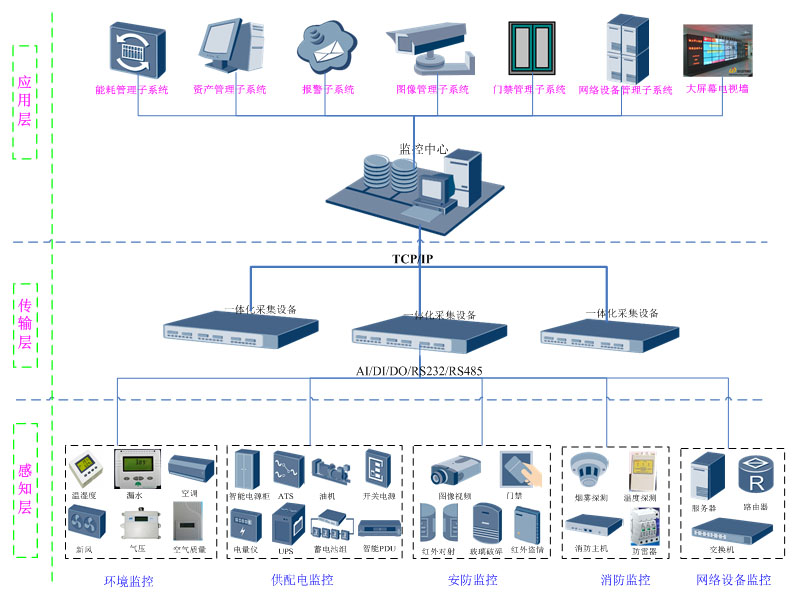 应用层
能耗管理子系统
资产管理子系统
报警子系统
图像管理子系统
门禁管理子系统
网络设备管理子系统
大屏幕电视墙
监控中心
TCP/IP
传输层
一体化采集设备
一体化采集设备
一体化采集设备
AI/DI/DO/RS232/RS485
感知层
温湿度
漏水
空调
新风
气压
空气质量
环境监控
智能电源柜
ATS
油机
开关电源
电量仪
UPS
蓄电池组
智能PDU
供配电监控
图像视频
门禁
红外对射
玻璃破碎
红外盗情
安防监控
烟雾探测
温度探测
消防主机
防雷器
消防监控
服务器
路由器
R
交换机
网络设备监控